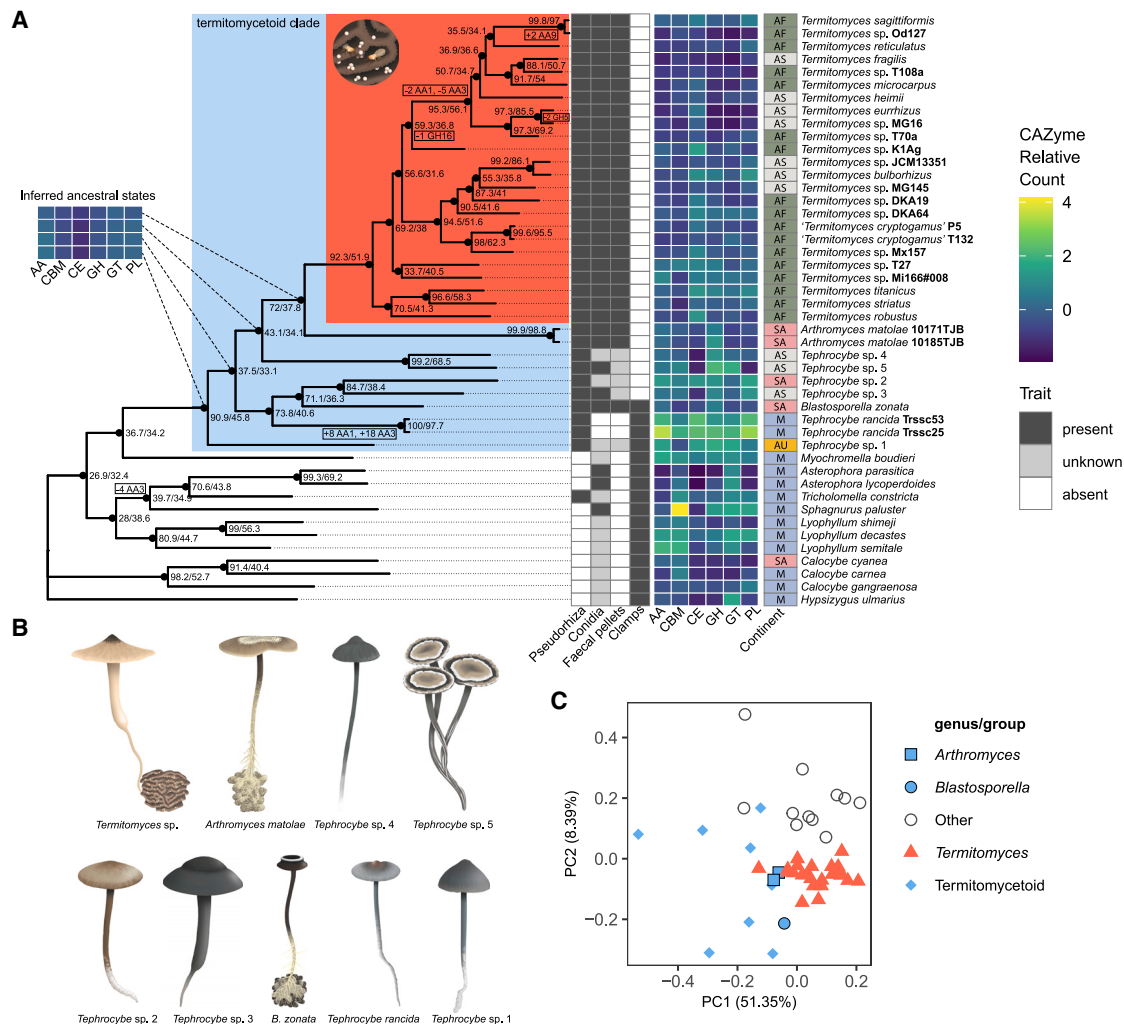 A
termitomycetoid clade
99.8/97
+2 AA9
35.5/34.1
36.9/36.6
50.7/34.7
88.1/50.7
91.7/54
-2 AA1, -5 AA3
95.3/56.1
97.3/85.5
-2 GH5
97.3/69.2
59.3/36.8
-1 GH16
99.2/86.1
56.6/31.6
55.3/35.8
87.3/41
90.5/41.6
94.5/51.6
99.6/95.5
98/62.3
69.2/38
92.3/51.9
33.7/40.5
96.6/58.3
70.5/41.3
72/37.8
99.9/98.8
43.1/34.1
99.2/68.5
37.5/33.1
84.7/38.4
71.1/36.3
73.8/40.6
90.9/45.8
100/97.7
+8 AA1, +18 AA3
36.7/34.2
26.9/32.4
99.3/69.2
70.6/43.8
-4 AA3
39.7/34.9
28/38.6
99/56.3
80.9/44.7
91.4/40.4
98.2/52.7
Inferred ancestral states
AA CBM CE GH GT PL
AF Termitomyces sagittiformis
AF Termitomyces sp. Od127
AF Termitomyces reticulatus
AS Termitomyces fragilis
AF Termitomyces sp. T108a
AF Termitomyces microcarpus
AS Termitomyces heimii
AS Termitomyces eurrhizus
AS Termitomyces sp. MG16
AF Termitomyces sp. T70a
AF Termitomyces sp. K1Ag
AS Termitomyces sp. JCM13351
AS Termitomyces bulborhizus
AS Termitomyces sp. MG145
AF Termitomyces sp. DKA19
AF Termitomyces sp. DKA64
AF 'Termitomyces cryptogamus' P5
AF 'Termitomyces cryptogamus' T132
AF Termitomyces sp. Mx157
AF Termitomyces sp. T27
AF Termitomyces sp. Mi166#008
AF Termitomyces titanicus
AF Termitomyces striatus
AF Termitomyces robustus
SA Arthromyces matolae 10171TJB
SA Arthromyces matolae 10185TJB
AS Tephrocybe sp. 4
AS Tephrocybe sp. 5
SA Tephrocybe sp. 2
AS Tephrocybe sp. 3
SA Blastosporella zonata
M Tephrocybe rancida Trssc53
M Tephrocybe rancida Trssc25
AU Tephrocybe sp. 1
M Myochromella boudieri
M Asterophora parasitica
M Asterophora lycoperdoides
M Tricholomella constricta
M Sphagnurus paluster
M Lyophyllum shimeji
M Lyophyllum decastes
M Lyophyllum semitale
SA Calocybe cyanea
M Calocybe carnea
M Calocybe gangraenosa
M Hypsizygus ulmarius
Pseudorhiza Conidia Faecal pellets Clamps AA CBM CE GH GT PL Continent
CAZyme
Relative
Count
4
2
0
Trait
present
unknown
absent
B
Termitomyces sp. Arthromyces matolae Tephrocybe sp. 4 Tephrocybe sp. 5
Tephrocybe sp. 2 Tephrocybe sp. 3 B. zonata Tephrocybe rancida Tephrocybe sp. 1
C
PC2 (8.39%)
0.4
0.2
0.0
−0.2
−0.4 −0.2 0.0 0.2
PC1 (51.35%)
genus/group
Arthromyces
Blastosporella
Other
Termitomyces
Termitomycetoid